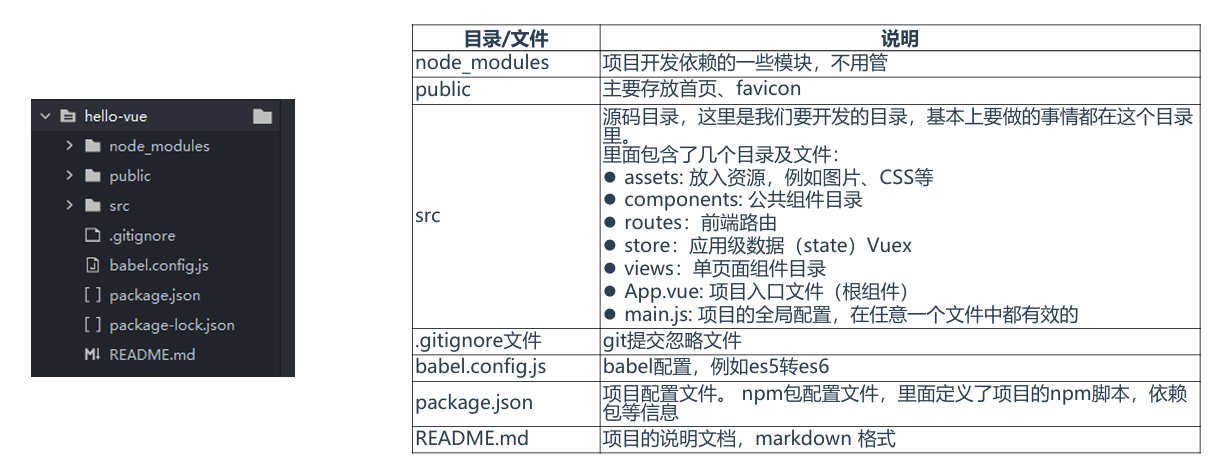 hello-vue
node_modules
public
src
.gitignore
babel.config.js
package.json
package-lock.json
README.md
目录/文件 说明
node_modules 项目开发依赖的一些模块，不用管
public 主要存放首页、favicon
src
源码目录，这里是我们要开发的目录，基本上要做的事情都在这个目录
里。
里面包含了几个目录及文件：
● assets: 放入资源，例如图片、CSS等
● components: 公共组件目录
● routes：前端路由
● store：应用级数据（state）Vuex
● views：单页面组件目录
● App.vue: 项目入口文件（根组件）
● main.js: 项目的全局配置，在任意一个文件中都有效的
.gitignore文件 git提交忽略文件
babel.config.js babel配置，例如es5转es6
package.json
项目配置文件。 npm包配置文件，里面定义了项目的npm脚本，依赖
包等信息
README.md 项目的说明文档，markdown 格式